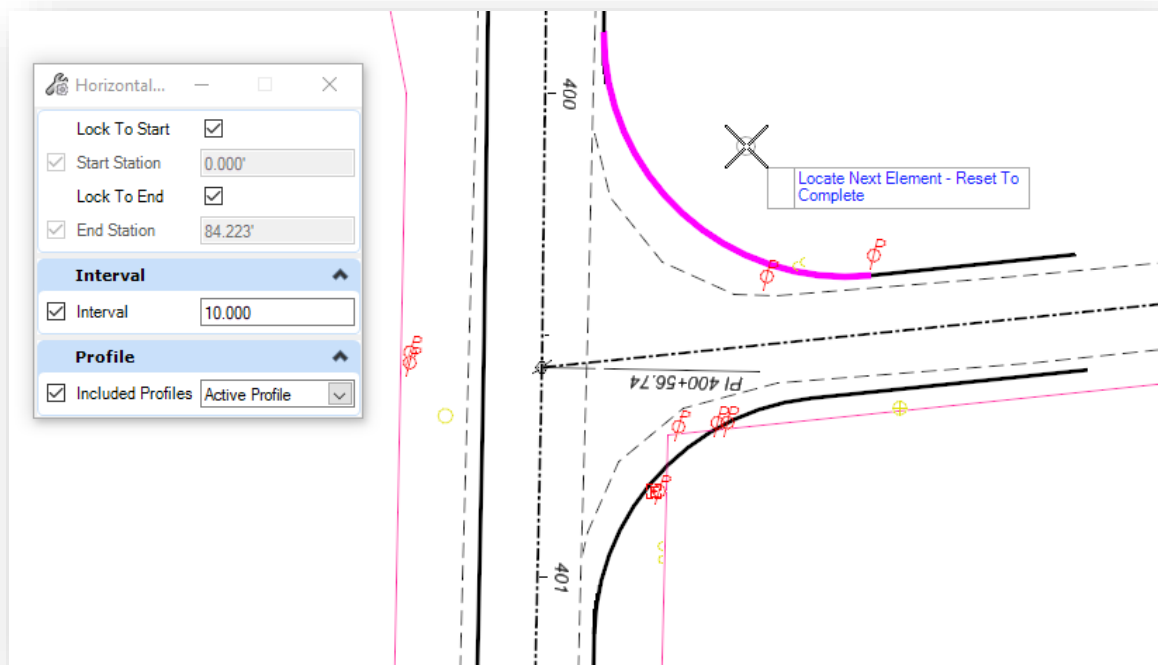 Horizontal...
Lock To Start
Start Station 0.000'
Lock To End
End Station 84.223'
Interval
Interval 10.000
Profile
Included Profiles Active Profile
400
Locate Next Element - Reset To
Complete
P
P
P
P
PI 400+56.74
P
P
P
P
401